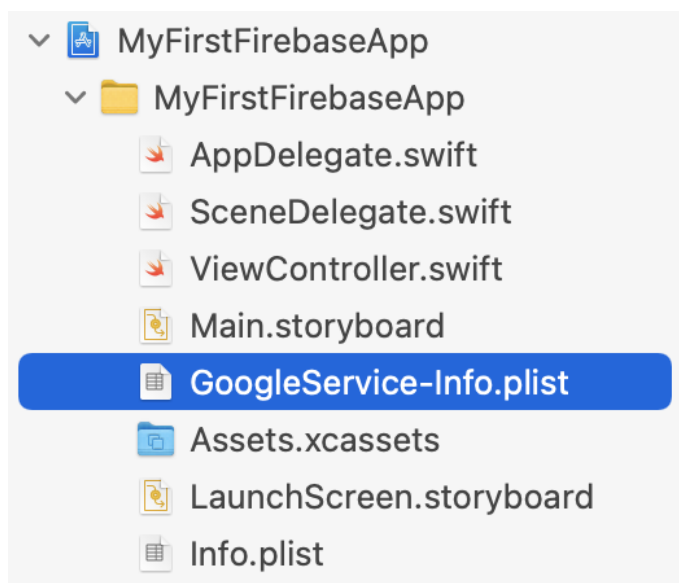 MyFirstFirebaseApp
MyFirstFirebaseApp
AppDelegate.swift
SceneDelegate.swift
ViewController.swift
Main.storyboard
GoogleService-Info.plist
Assets.xcassets
LaunchScreen.storyboard
Info.plist